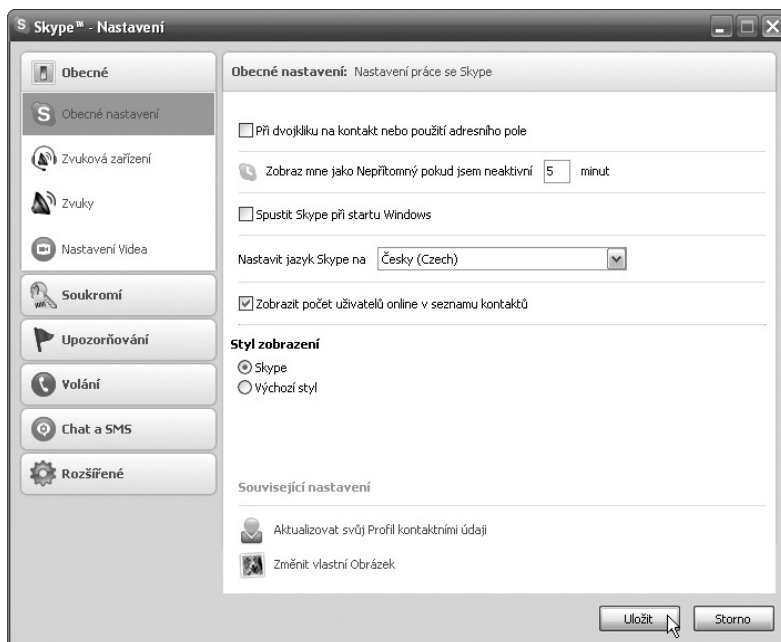 Skype™ - Nastavení
Obecné
Obecné nastavení
Zvuková zařízení
Zvuky
Nastavení Videa
Soukromí
Upozorňování
Volání
Chat a SMS
Rozšířené
Obecné nastavení: Nastavení práce se Skype
Při dvojkliku na kontakt nebo použití adresního pole
Zobraz mne jako Nepřítomný pokud jsem neaktivní 5 minut
Spustit Skype při startu Windows
Nastavit jazyk Skype na Česky (Czech)
Zobrazit počet uživatelů online v seznamu kontaktů
Styl zobrazení
Skype
Výchozí styl
Související nastavení
Aktualizovat svůj Profil kontaktními údaji
Změnit vlastní Obrázek
Uložit Storno